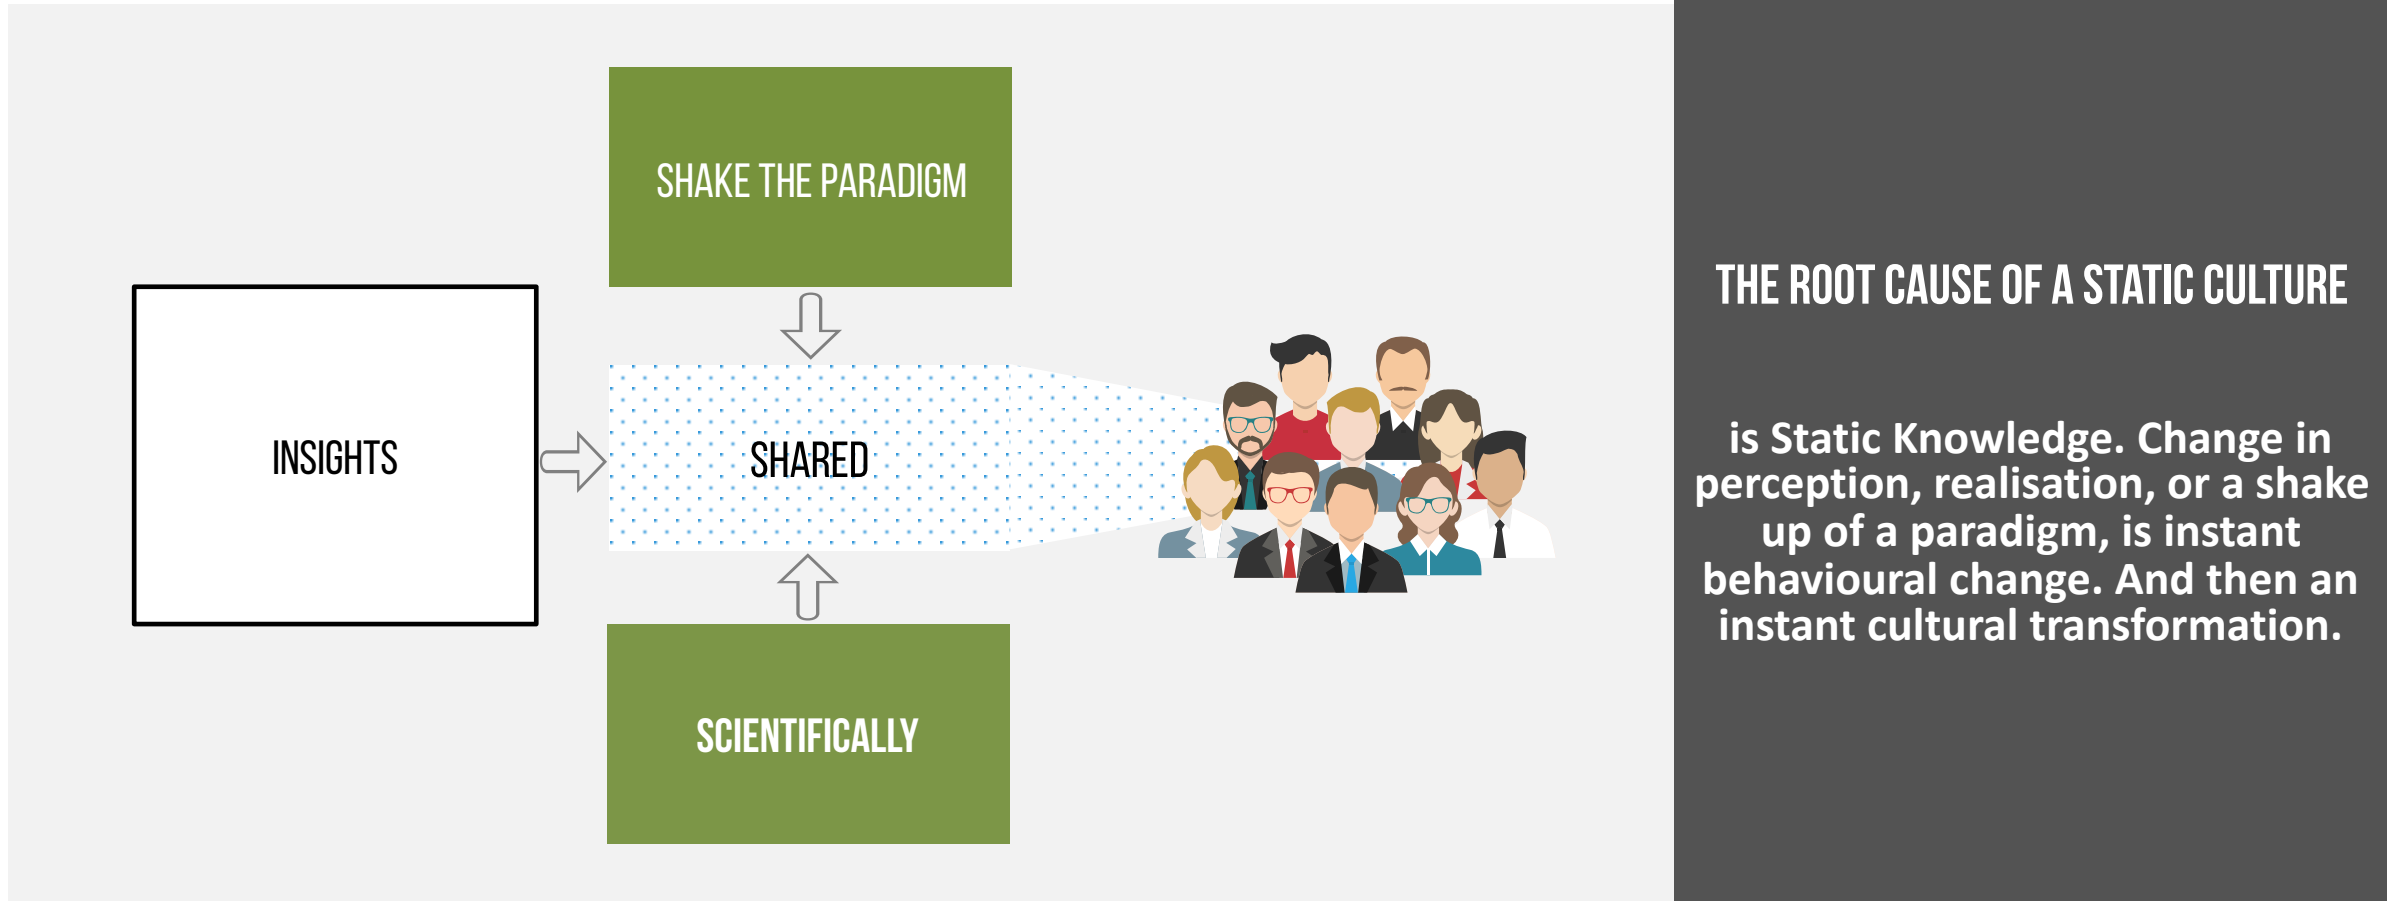 SHAKE THE PARADIGM
INSIGHTS
SHARED
SCIENTIFICALLY
THE ROOT CAUSE OF A STATIC CULTURE
is Static Knowledge. Change in
perception, realisation, or a shake
up of a paradigm, is instant
behavioural change. And then an
instant cultural transformation.